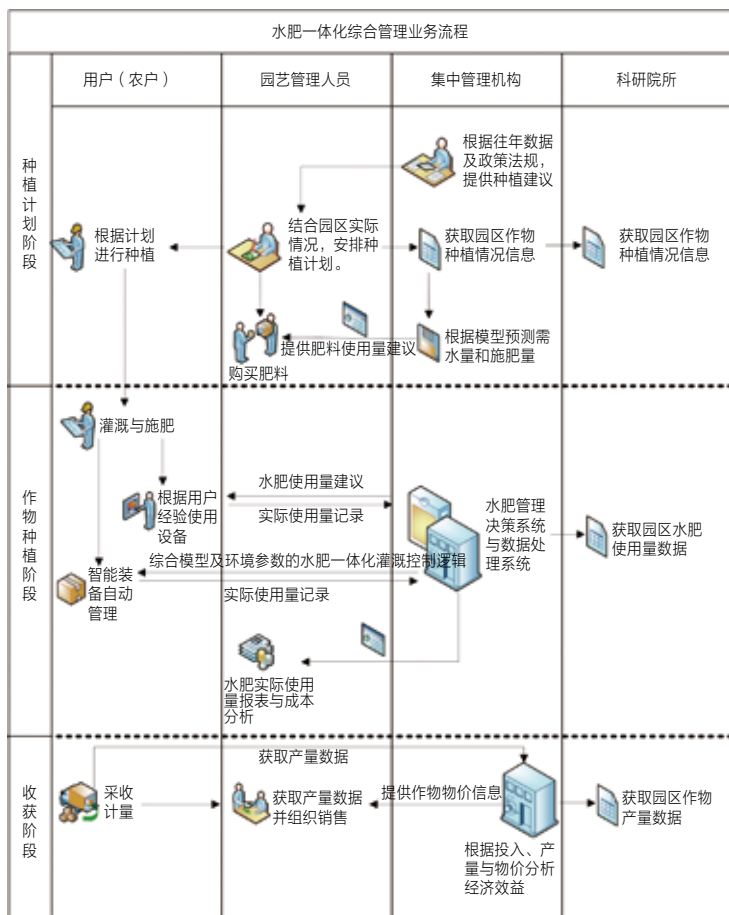 水肥一体化综合管理业务流程
用户（农户）
园艺管理人员
集中管理机构
科研院所
种植计划阶段
根据往年数据
及政策法规，
提供种植建议
根据计划
进行种植
结合园区实际
情况，安排种
植计划。
获取园区作物
种植情况信息
获取园区作物
种植情况信息
购买肥料
提供肥料使用量建议
根据模型预测需
水量和施肥量
作物种植阶段
灌溉与施肥
根据用户
经验使用
设备
水肥使用量建议
实际使用量记录
水肥管理
决策系统
与数据处
理系统
获取园区水肥
使用量数据
综合模型及环境参数的水肥一体化灌溉控制逻辑
智能装
备自动
管理
实际使用量记录
水肥实际使用
量报表与成本
分析
收获阶段
获取产量数据
采收
计量
获取产量数据
并组织销售
提供作物物价信息
获取园区作物
产量数据
根据投入、产
量与物价分析
经济效益